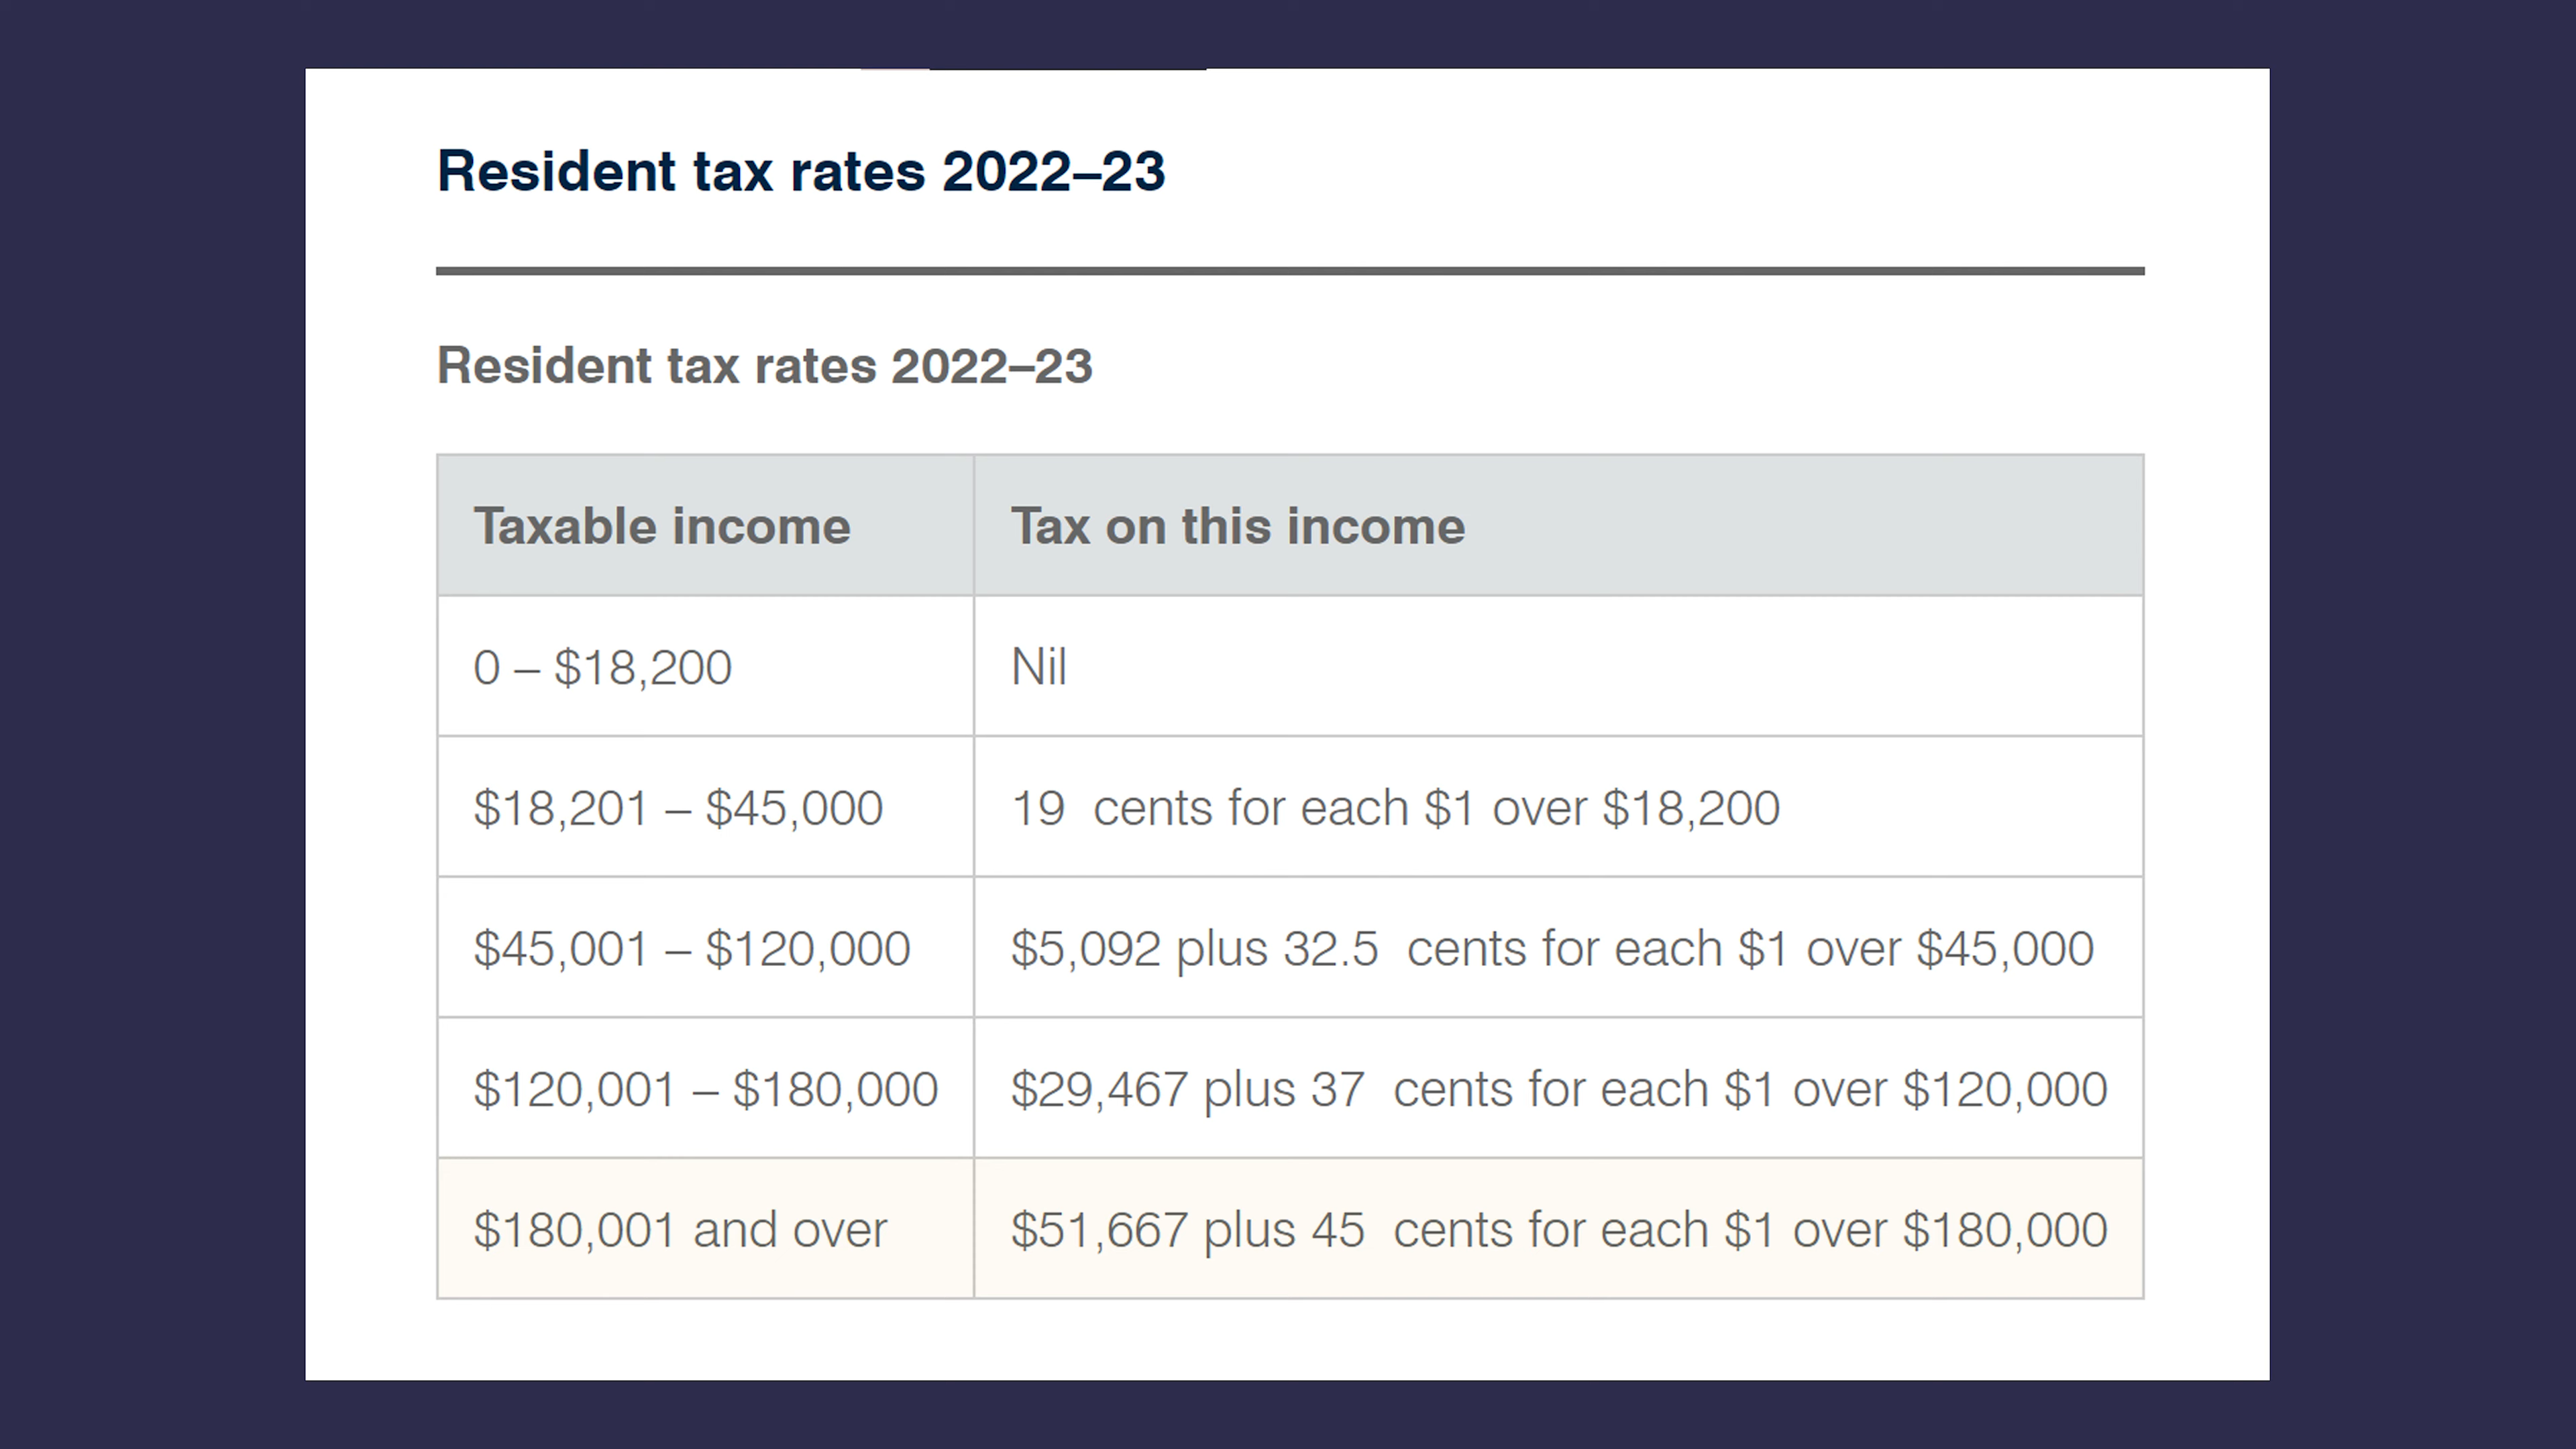 Resident tax rates 2022–23
Resident tax rates 2022–23
Taxable income Tax on this income
0 – $18,200 Nil
$18,201 – $45,000 19 cents for each $1 over $18,200
$45,001 – $120,000 $5,092 plus 32.5 cents for each $1 over $45,000
$120,001 – $180,000 $29,467 plus 37 cents for each $1 over $120,000
$180,001 and over $51,667 plus 45 cents for each $1 over $180,000